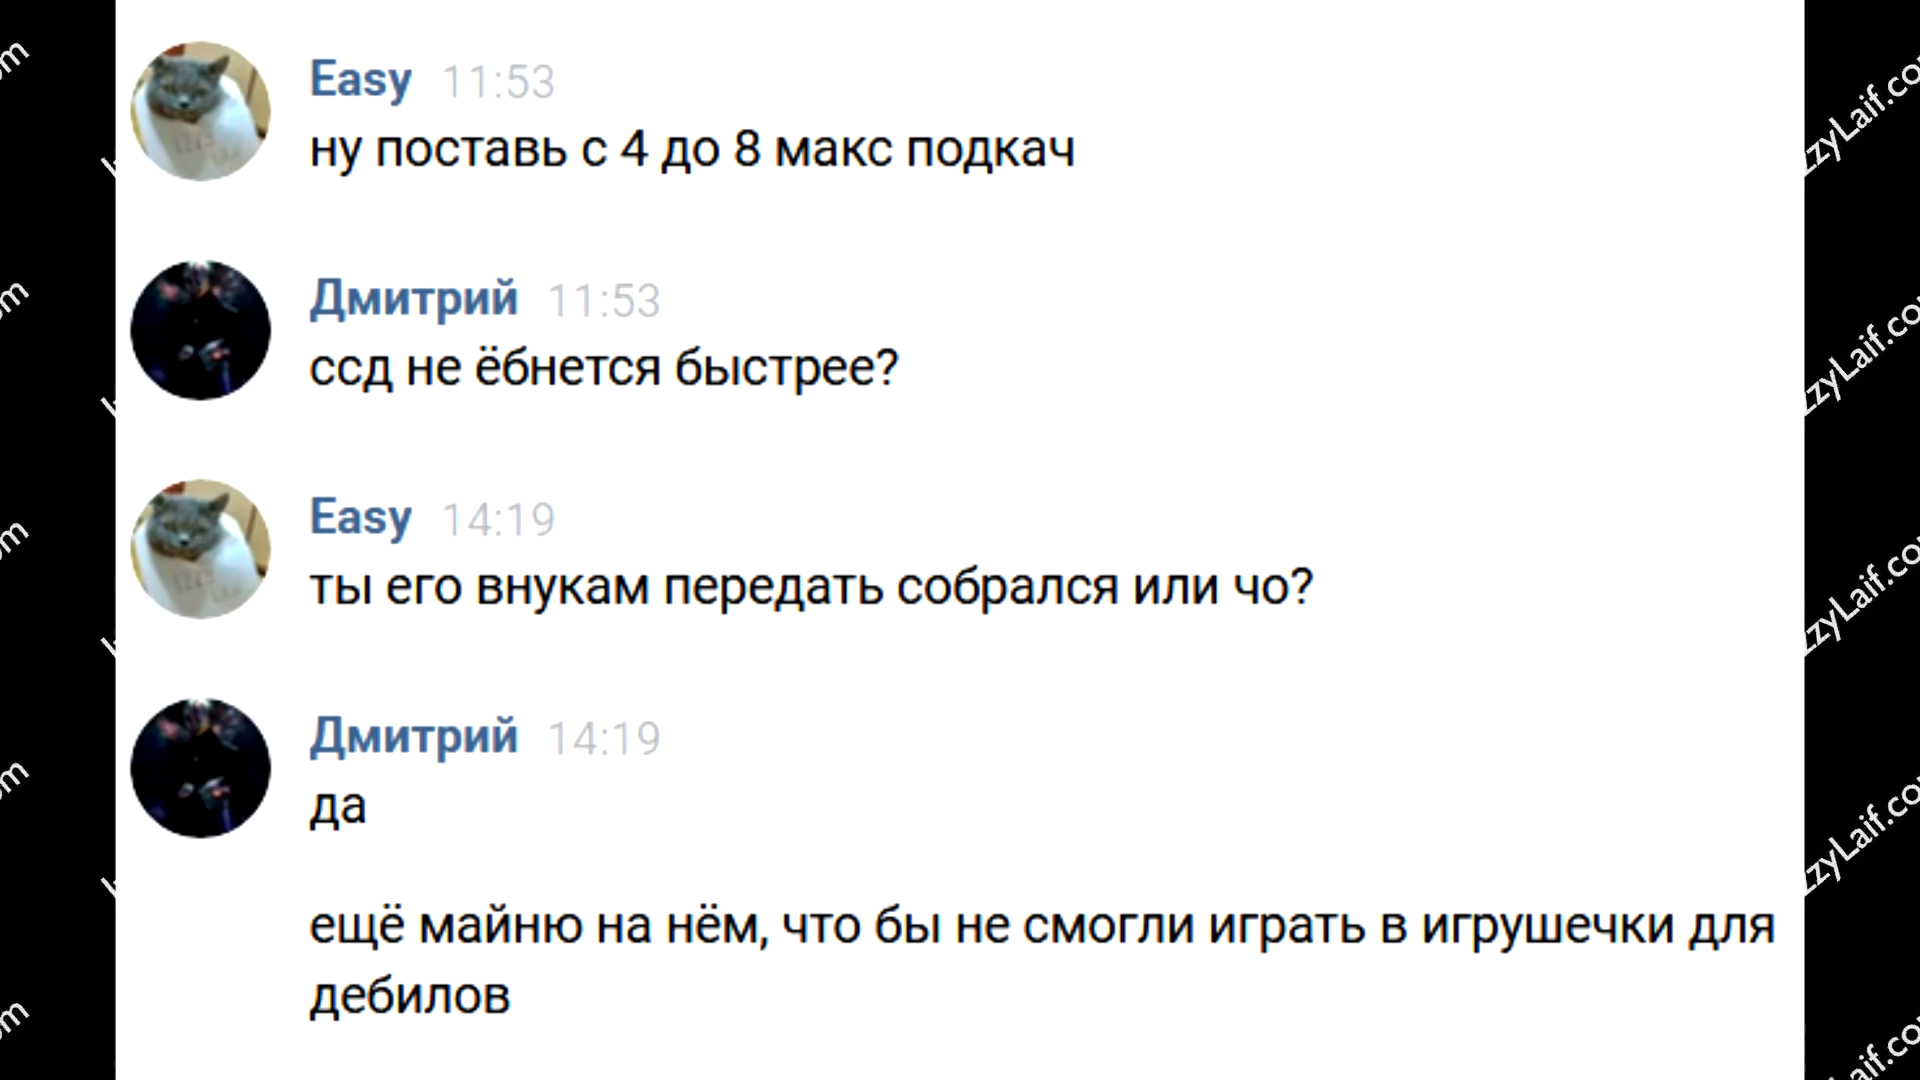 Easy 11:53
ну поставь с 4 до 8 макс подкач
Дмитрий 11:53
ссд не ёбнется быстрее?
Easy 14:19
ты его внукам передать собрался или чо?
Дмитрий 14:19
да
ещё майню на нём, что бы не смогли играть в игрушечки для
дебилов